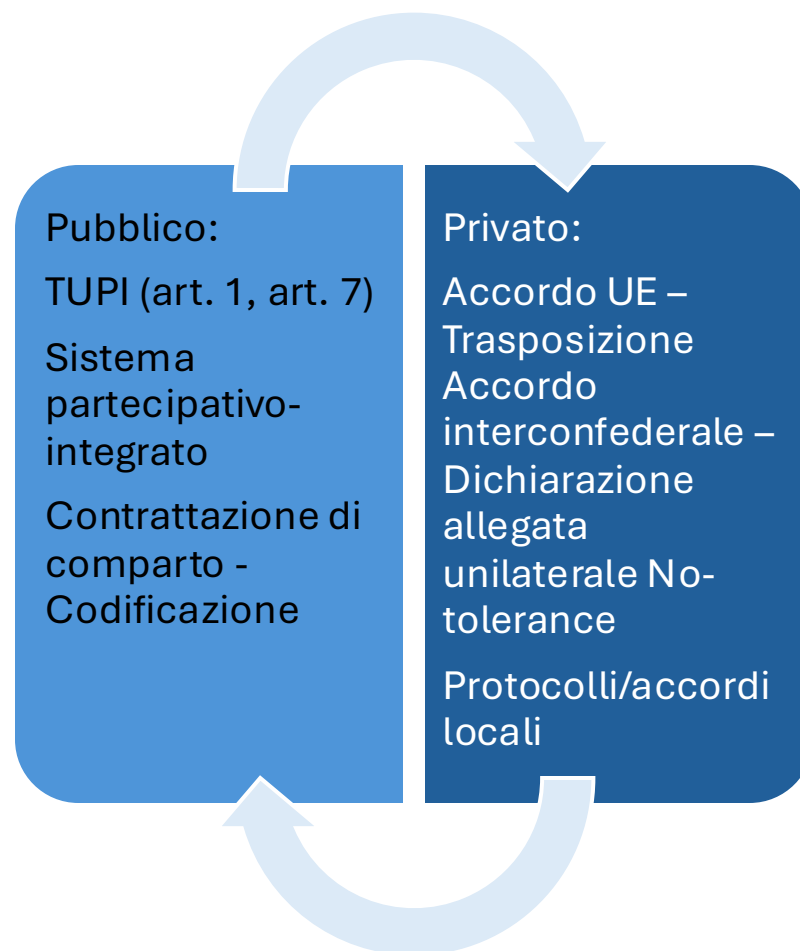 Pubblico:
TUPI (art. 1, art. 7)
Sistema
partecipativo-
integrato
Contrattazione di
comparto -
Codificazione
Privato:
Accordo UE –
Trasposizione
Accordo
interconfederale –
Dichiarazione
allegata
unilaterale No-
tolerance
Protocolli/accordi
locali